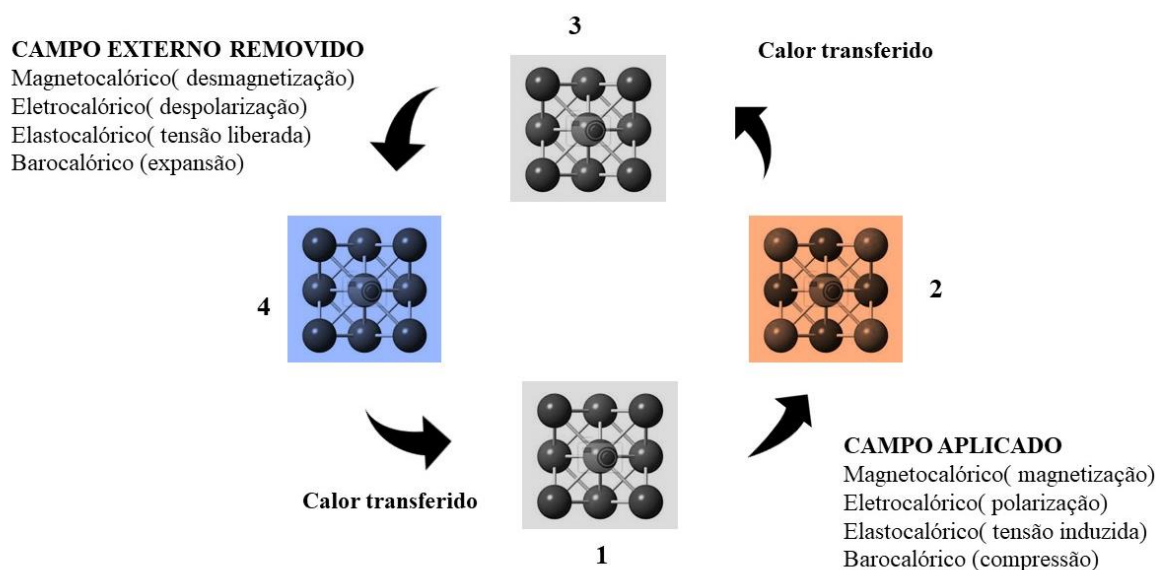 3
CAMPO EXTERNO REMOVIDO
Magnetocalórico( desmagnetização)
Eletrocalórico( despolarização)
Elastocalórico( tensão liberada)
Barocalórico (expansão)
Calor transferido
4
2
Calor transferido
1
CAMPO APLICADO
Magnetocalórico( magnetização)
Eletrocalórico( polarização)
Elastocalórico( tensão induzida)
Barocalórico (compressão)